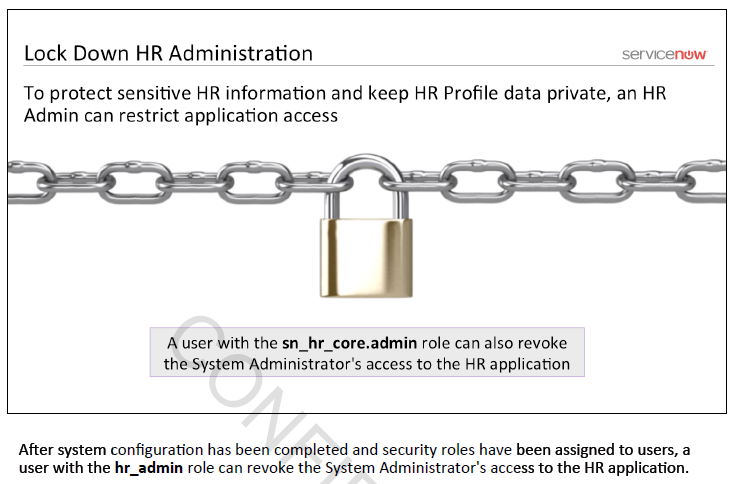 Lock Down HR Administration
servicenow
To protect sensitive HR information and keep HR Profile data private, an HR
Admin can restrict application access
A user with the sn_hr_core.admin role can also revoke
the System Administrator's access to the HR application
After system configuration has been completed and security roles have been assigned to users, a
user with the hr_admin role can revoke the System Administrator's access to the HR application.